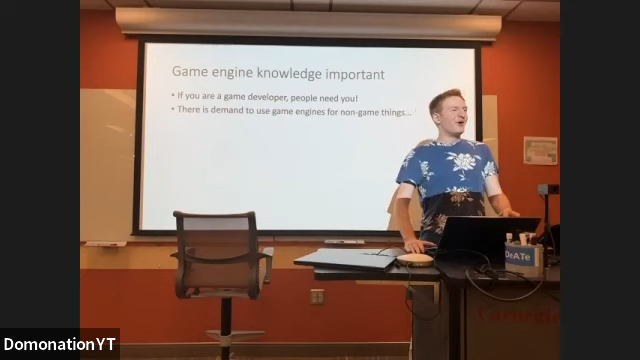 Game engine knowledge important
• If you are a game developer, people need you!
• There is demand to use game engines for non-game things...
DeATe
Carnegie
DomonationYT